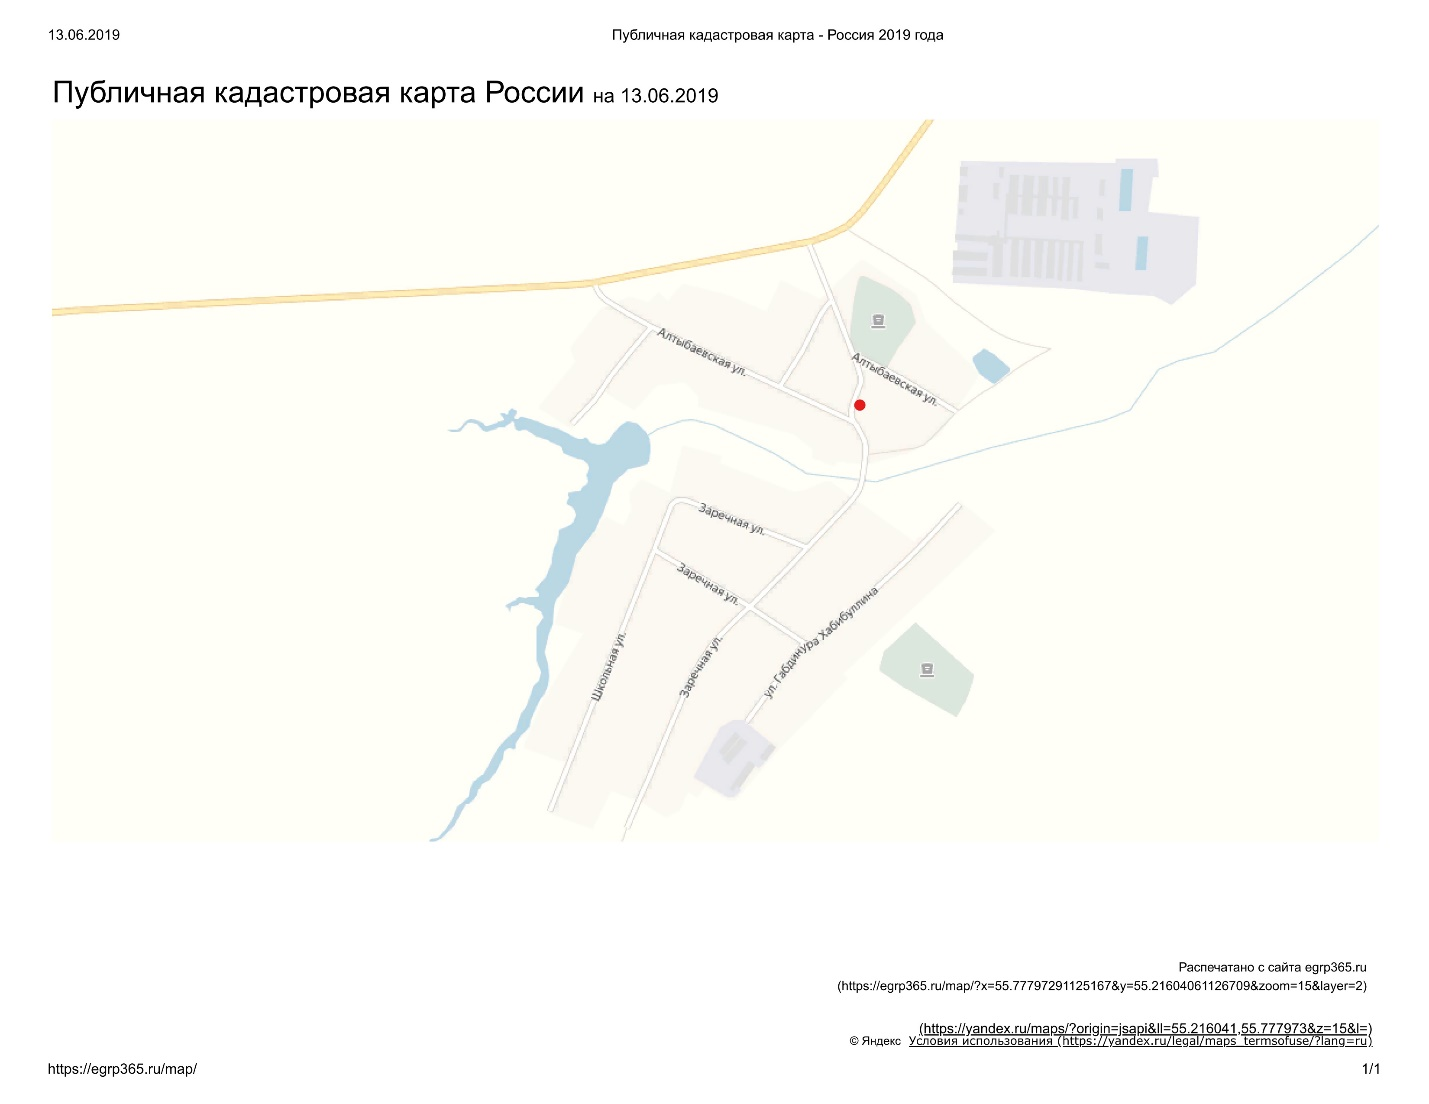 13.06.2019
Публичная кадастровая карта - Россия 2019 года
Публичная кадастровая карта России на 13.06.2019
Алтыбаевская ул.
Алтыбаевская ул.
Заречная ул.
Заречная ул.
ул. Габдинура Хабибуллина
Школьная ул.
Заречная ул.
Распечатано с сайта egrp365.ru
(https://egrp365.ru/map/?x=55.77797291125167&y=55.21604061126709&zoom=15&layer=2)
(https://yandex.ru/maps/?origin=jsapi&ll=55.216041,55.777973&z=15&l=)
© Яндекс Условия использования (https://yandex.ru/legal/maps_termsofuse/?lang=ru)
https://egrp365.ru/map/
1/1